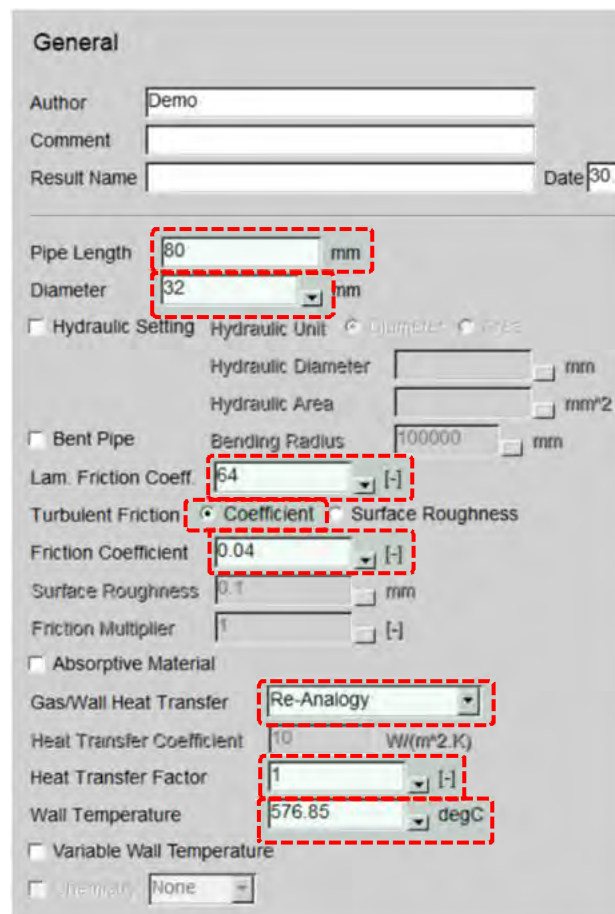 General
Author Demo
Comment
Result Name Date 30.
Pipe Length 80 mm
Diameter 32 mm
Hydraulic Setting Hydraulic Unit Diameter Area
Hydraulic Diameter mm
Hydraulic Area mm^2
Bent Pipe Bending Radius 100000 mm
Lam. Friction Coeff. 64 [-]
Turbulent Friction Coefficient Surface Roughness
Friction Coefficient 0.04 [-]
Surface Roughness 0.1 mm
Friction Multiplier 1 [-]
Absorptive Material
Gas/Wall Heat Transfer Re-Analogy
Heat Transfer Coefficient 10 W/(m^2.K)
Heat Transfer Factor 1 [-]
Wall Temperature 576.85 degC
Variable Wall Temperature
Chemistry None